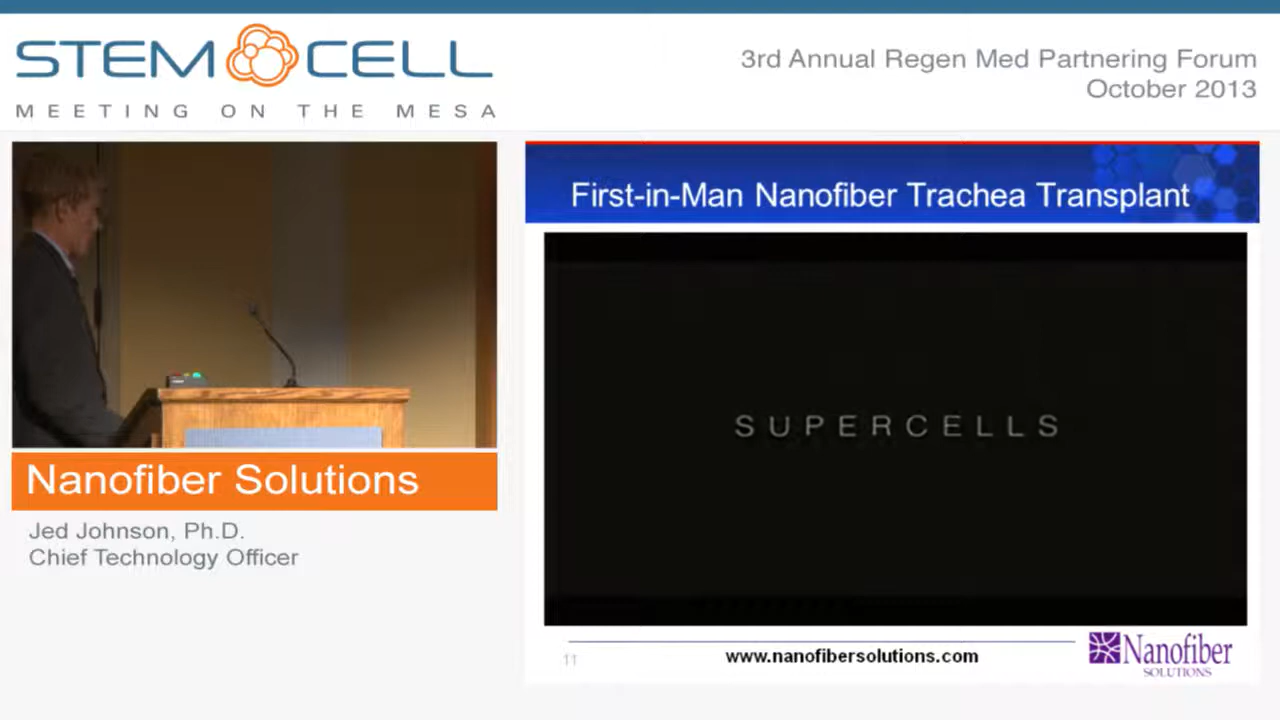 STEM CELL
MEETING ON THE MESA
3rd Annual Regen Med Partnering Forum
October 2013
First-in-Man Nanofiber Trachea Transplant
SUPERCELLS
Nanofiber Solutions
Jed Johnson, Ph.D.
Chief Technology Officer
11
www.nanofibersolutions.com
Nanofiber
SOLUTIONS